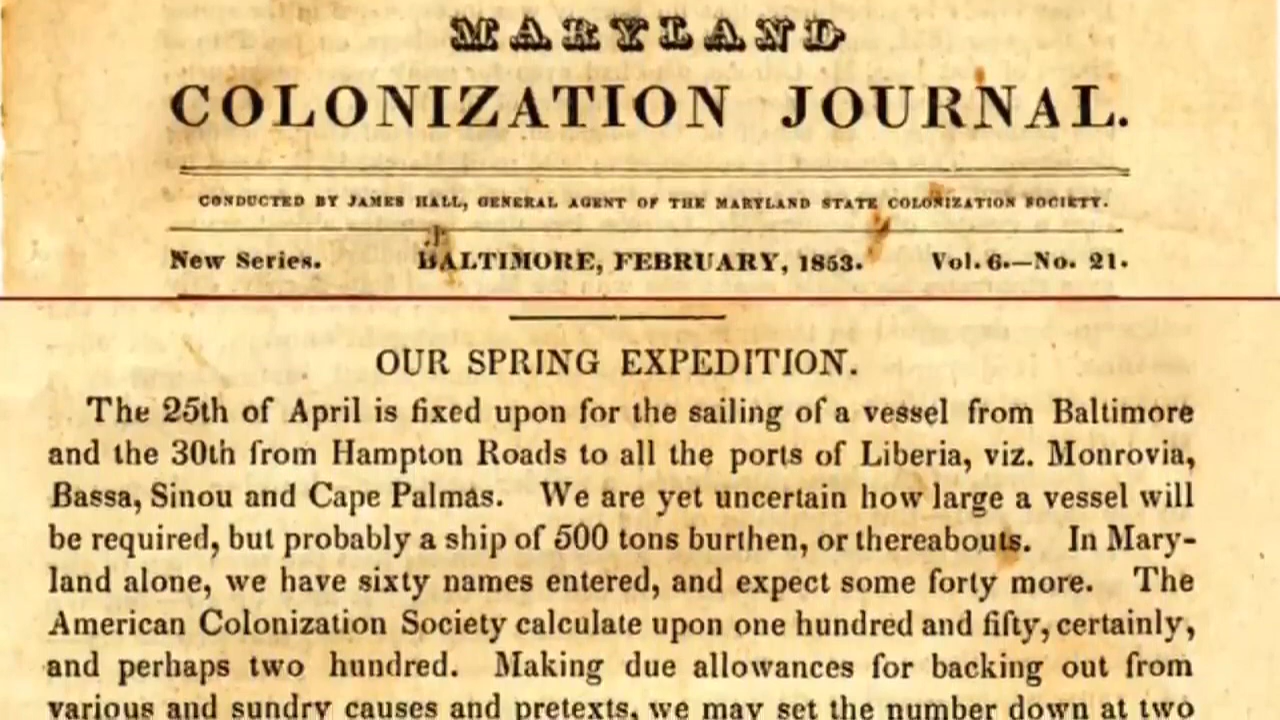 MARYLAND
COLONIZATION JOURNAL.
CONDUCTED BY JAMES HALL, GENERAL AGENT OF THE MARYLAND STATE COLONIZATION SOCIETY.
New Series. BALTIMORE, FEBRUARY, 1853. Vol. 6.—No. 21.
OUR SPRING EXPEDITION.
The 25th of April is fixed upon for the sailing of a vessel from Baltimore
and the 30th from Hampton Roads to all the ports of Liberia, viz. Monrovia,
Bassa, Sinou and Cape Palmas. We are yet uncertain how large a vessel will
be required, but probably a ship of 500 tons burthen, or thereabouts. In Mary-
land alone, we have sixty names entered, and expect some forty more. The
American Colonization Society calculate upon one hundred and fifty, certainly,
and perhaps two hundred. Making due allowances for backing out from
various and sundry causes and pretexts, we may set the number down at two